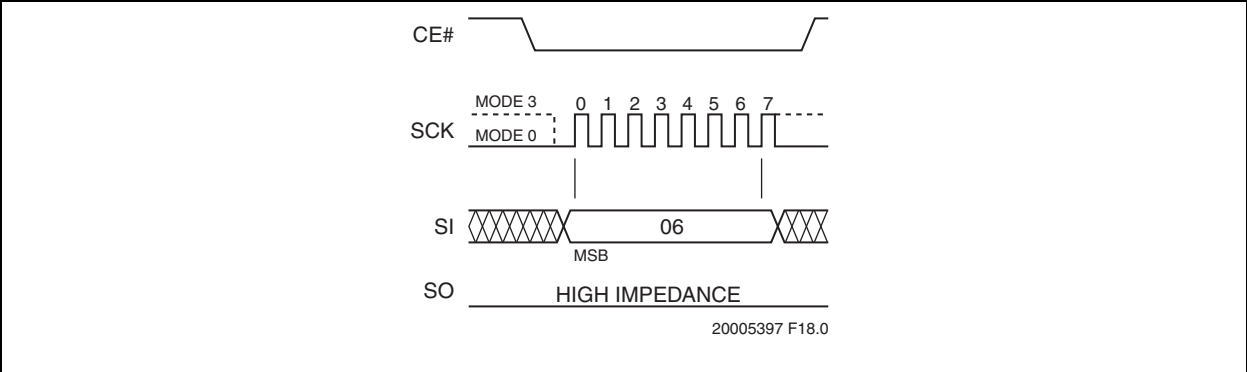 CE#
MODE 3
0 1 2 3 4 5 6 7
SCK
MODE 0
SI
06
MSB
SO
HIGH IMPEDANCE
20005397 F18.0